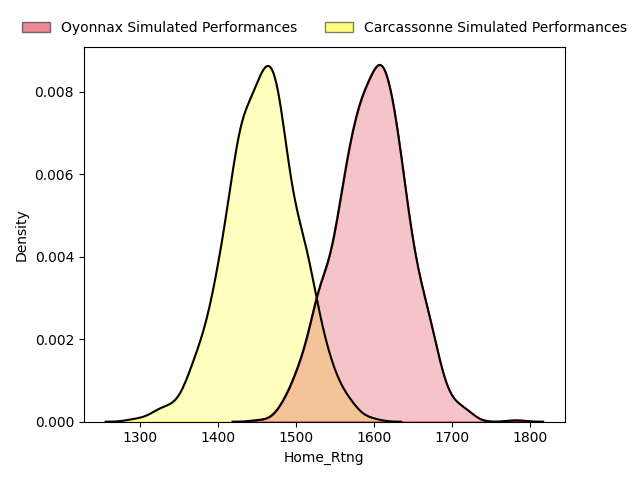 Oyonnax Simulated Performances Carcassonne Simulated Performances
0.008
0.006
0.004
0.002
0.000
Density
1300 1400 1500 1600 1700 1800
Home_Rtng